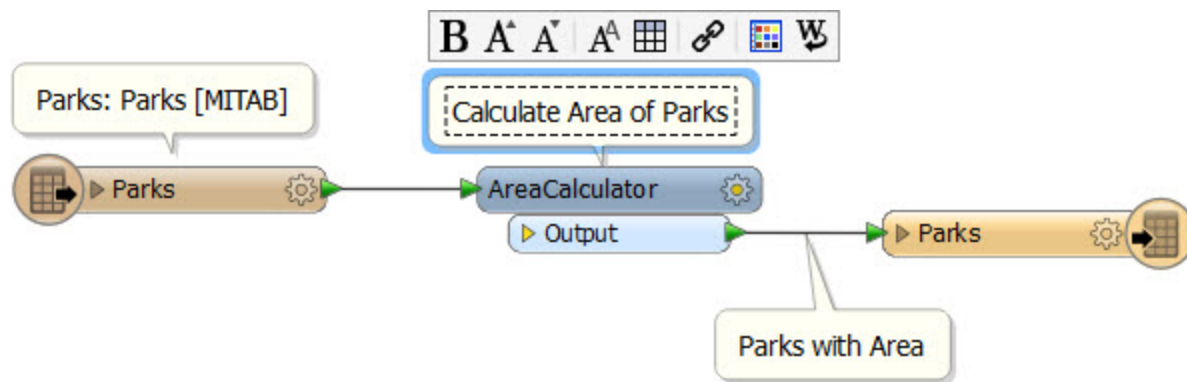 B A A A W
Parks: Parks [MITAB]
Calculate Area of Parks
Parks
AreaCalculator
Output
Parks
Parks with Area